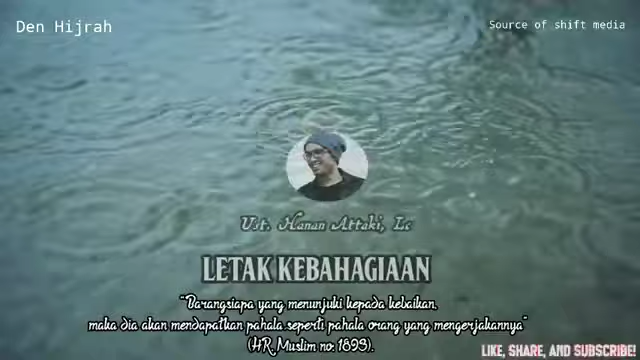 Den Hijrah
Source of shift media
Ust. Hanan Attaki, Lc
LETAK KEBAHAGIAAN
"Barangsiapa yang menunjuki kepada kebaikan,
maka dia akan mendapatkan pahala seperti pahala orang yang mengerjakannya"
(HR. Muslim no. 1893).
LIKE, SHARE, AND SUBSCRIBE!